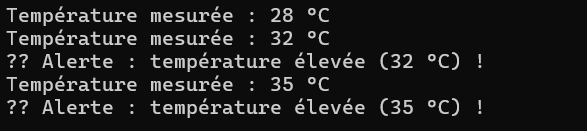 Température mesurée : 28 °C
Température mesurée : 32 °C
?? Alerte : température élevée (32 °C) !
Température mesurée : 35 °C
?? Alerte : température élevée (35 °C) !